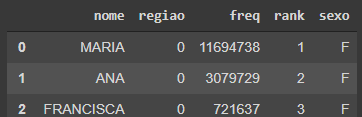 nome regiao freq rank sexo
0 MARIA 0 11694738 1 F
1 ANA 0 3079729 2 F
2 FRANCISCA 0 721637 3 F